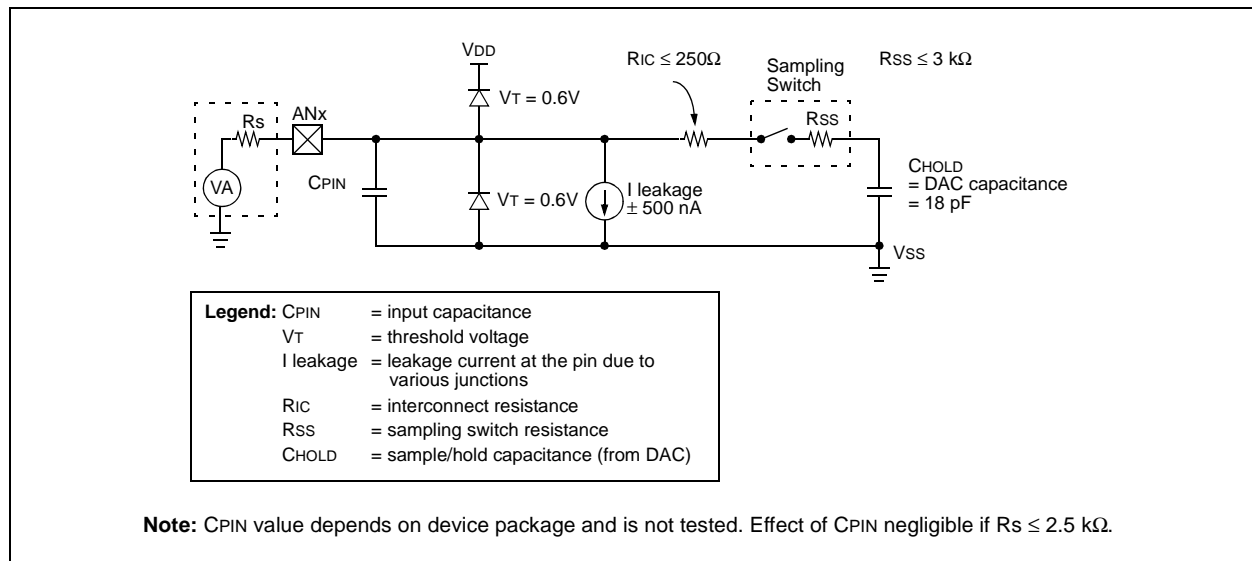 VDD
RIC ≤ 250Ω
Sampling
Switch
RSS ≤ 3 kΩ
VT = 0.6V
Rs
ANx
RSS
VA
CPIN
VT = 0.6V
I leakage
± 500 nA
CHOLD
= DAC capacitance
= 18 pF
VSS
Legend: CPIN = input capacitance
VT = threshold voltage
I leakage = leakage current at the pin due to
various junctions
RIC = interconnect resistance
RSS = sampling switch resistance
CHOLD = sample/hold capacitance (from DAC)
Note: CPIN value depends on device package and is not tested. Effect of CPIN negligible if Rs ≤ 2.5 kΩ.